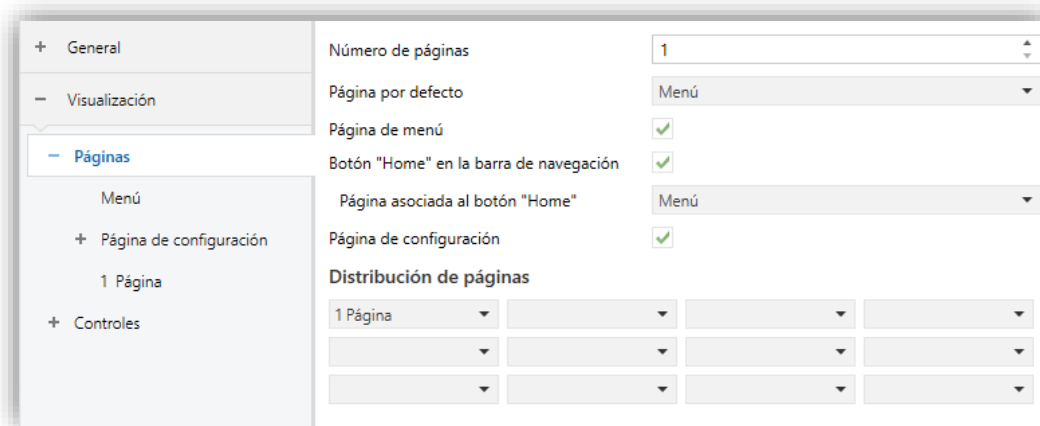 General
Visualización
Páginas
Menú
Página de configuración
1 Página
Controles
Número de páginas
1
Página por defecto
Menú
Página de menú
Botón "Home" en la barra de navegación
Página asociada al botón "Home"
Menú
Página de configuración
Distribución de páginas
1 Página